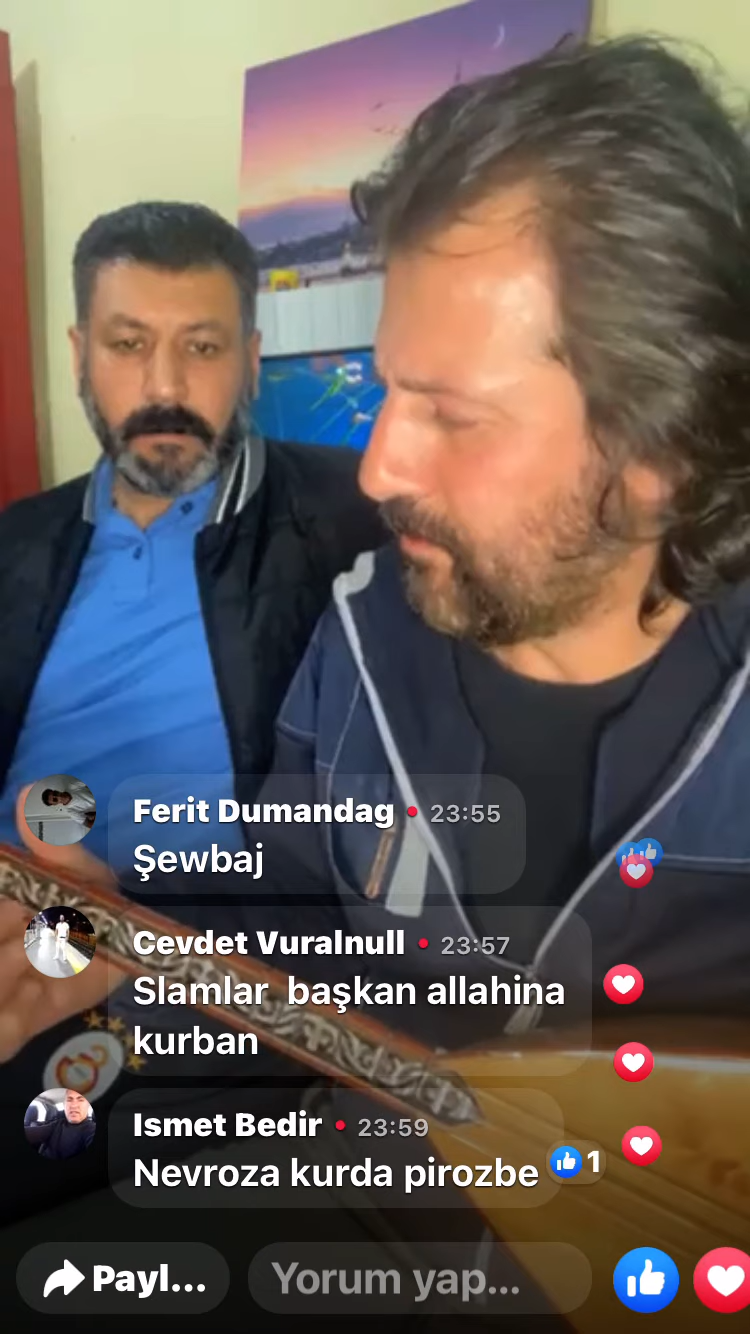 Ferit Dumandag • 23:55
Şewbaj
Cevdet Vuralnull • 23:57
Slamlar başkan allahina
kurban
Ismet Bedir • 23:59
Nevroza kurda pirozbe
1
Payl...
Yorum yap...